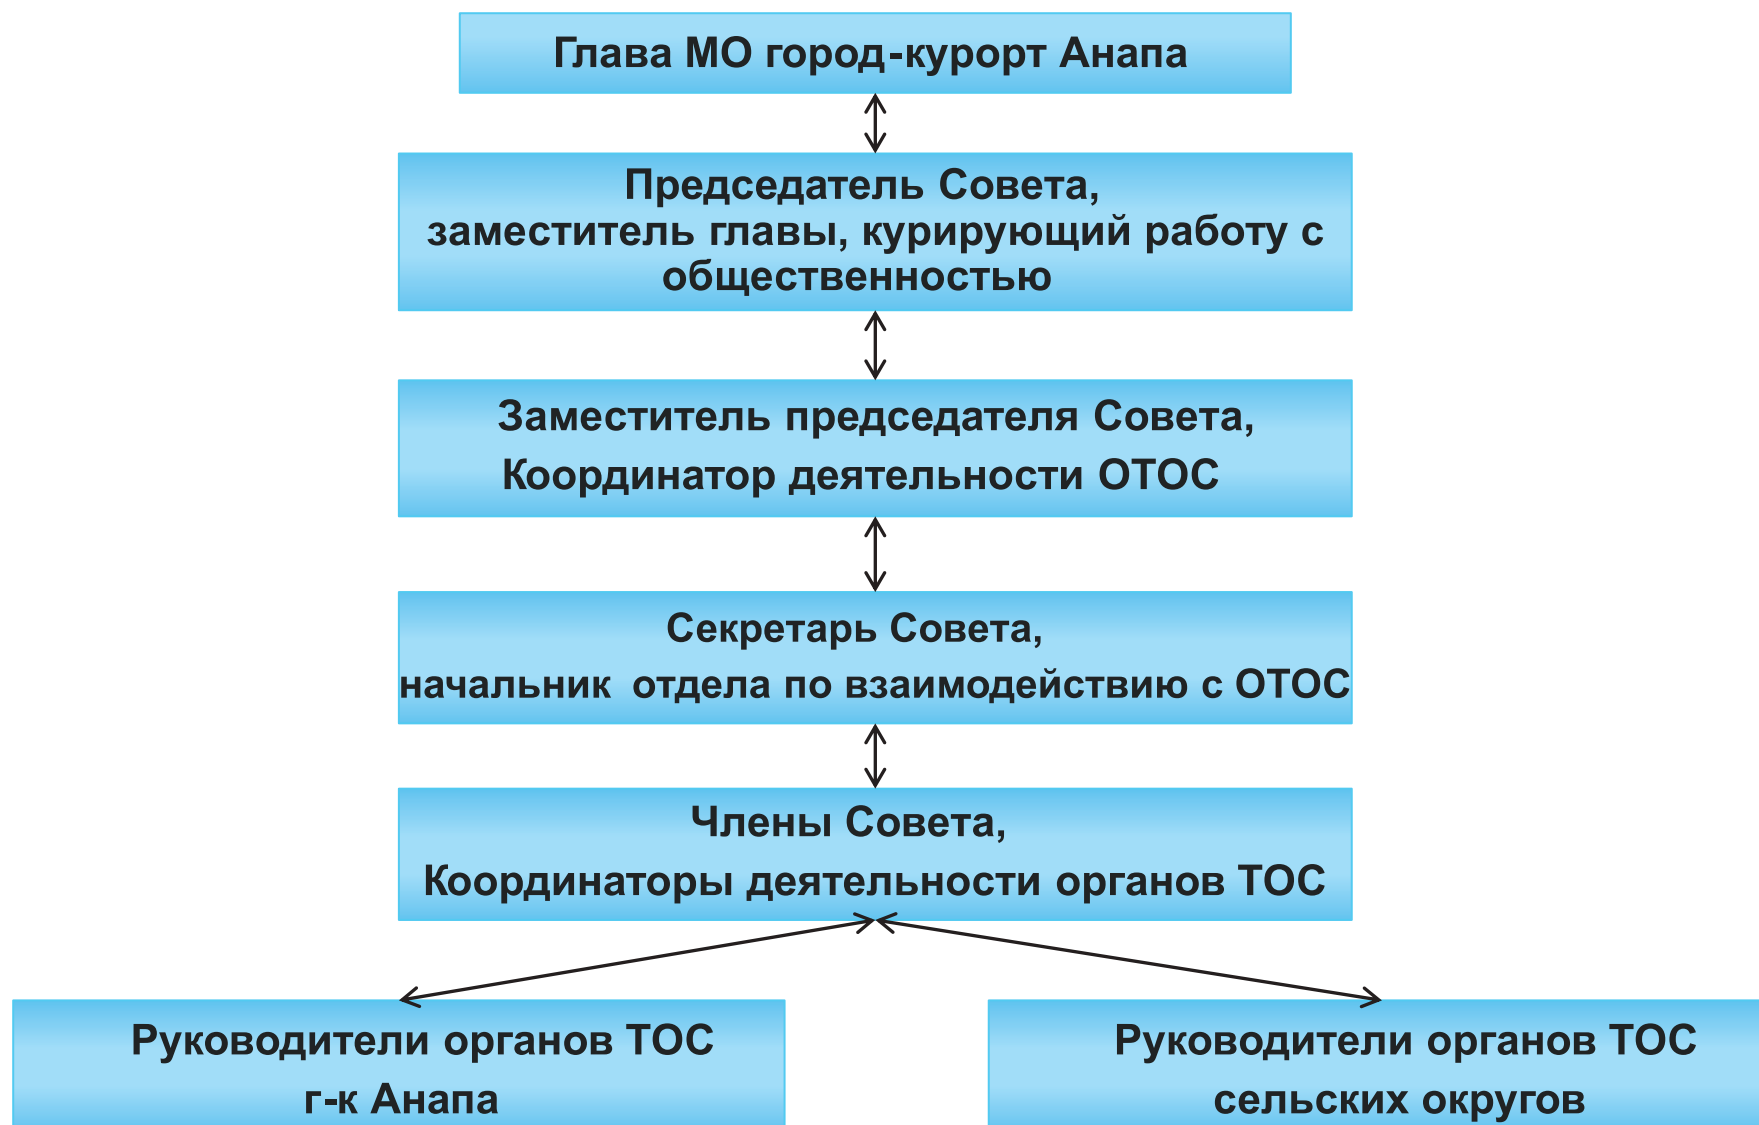 Глава МО город-курорт Анапа
Председатель Совета,
заместитель главы, курирующий работу с
общественностью
Заместитель председателя Совета,
Координатор деятельности ОТОС
Секретарь Совета,
начальник отдела по взаимодействию с ОТОС
Члены Совета,
Координаторы деятельности органов ТОС
Руководители органов ТОС
г-к Анапа
Руководители органов ТОС
сельских округов